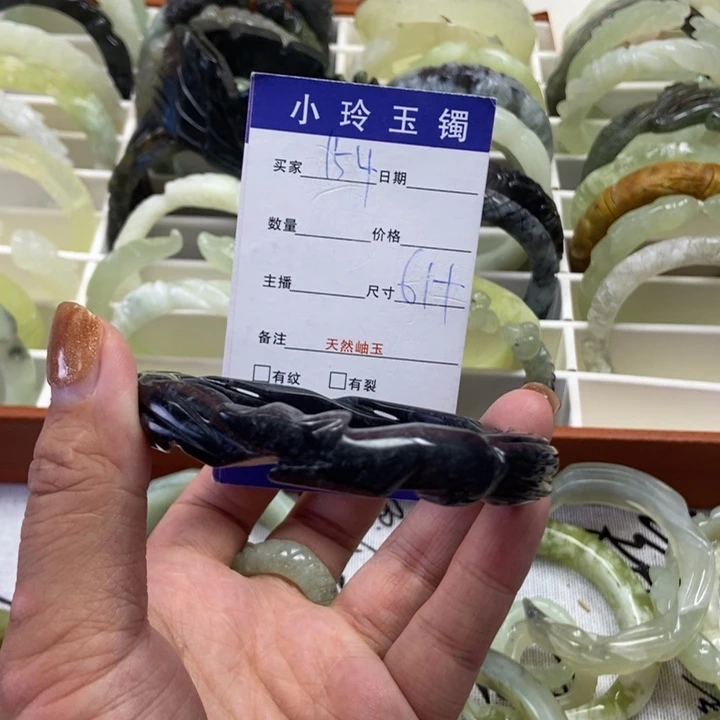 小玲玉镯
买家 154 日期
数量 价格
主播 尺寸 61+
备注 天然岫玉
有纹 有裂